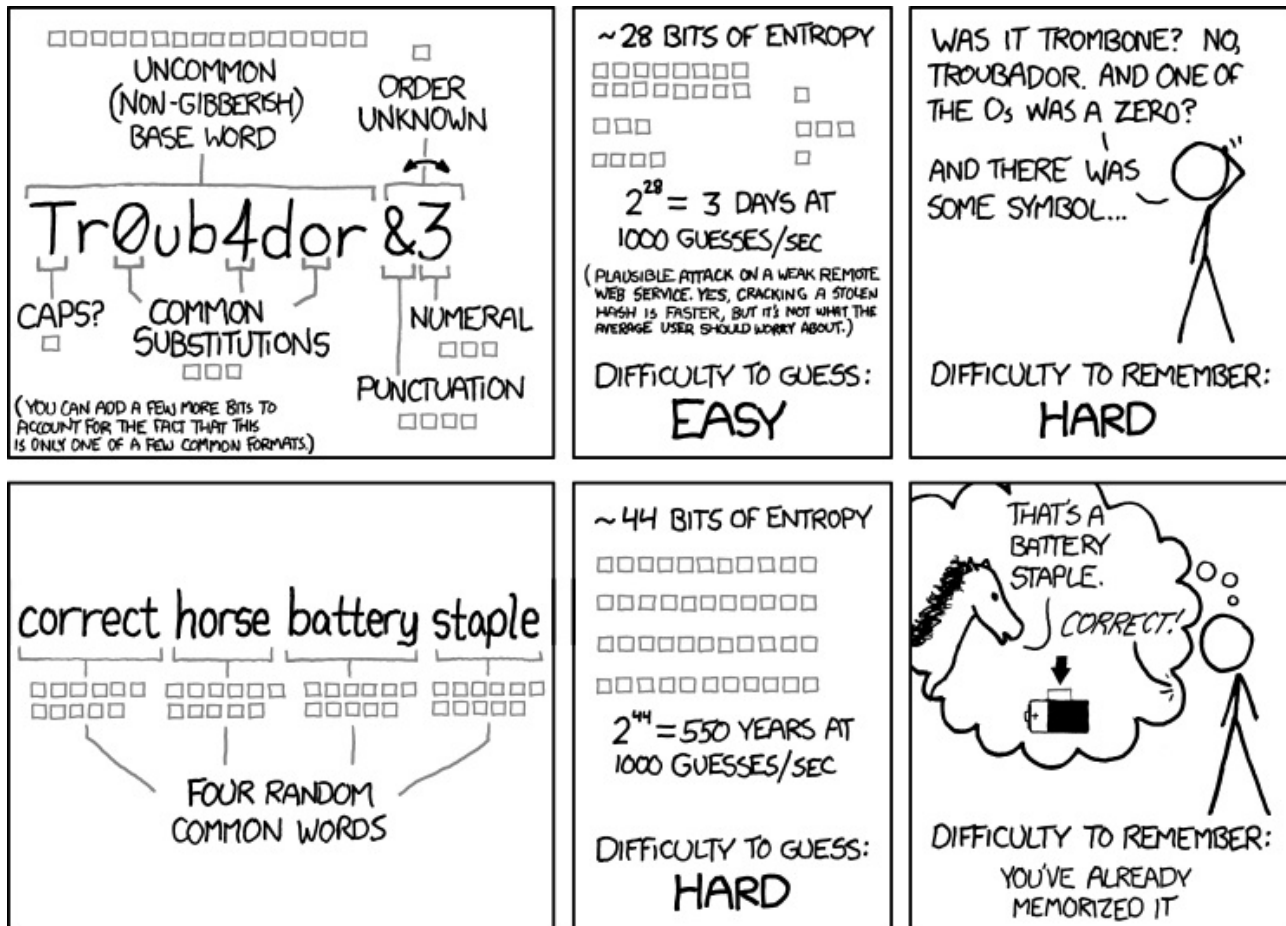 UNCOMMON
(NON-GIBBERISH)
BASE WORD
ORDER
UNKNOWN
Tr0ub4dor &3
CAPS?
COMMON
SUBSTITUTIONS
NUMERAL
PUNCTUATION
(YOU CAN ADD A FEW MORE BITS TO
ACCOUNT FOR THE FACT THAT THIS
IS ONLY ONE OF A FEW COMMON FORMATS.)
~28 BITS OF ENTROPY
2²⁸ = 3 DAYS AT
1000 GUESSES/SEC
(PLAUSIBLE ATTACK ON A WEAK REMOTE
WEB SERVICE. YES, CRACKING A STOLEN
HASH IS FASTER, BUT IT'S NOT WHAT THE
AVERAGE USER SHOULD WORRY ABOUT.)
DIFFICULTY TO GUESS:
EASY
WAS IT TROMBONE? NO,
TROUBADOR. AND ONE OF
THE Os WAS A ZERO?
AND THERE WAS
SOME SYMBOL...
DIFFICULTY TO REMEMBER:
HARD
correct horse battery staple
FOUR RANDOM
COMMON WORDS
~44 BITS OF ENTROPY
2⁴⁴ = 550 YEARS AT
1000 GUESSES/SEC
DIFFICULTY TO GUESS:
HARD
THAT'S A
BATTERY
STAPLE.
CORRECT!
+
DIFFICULTY TO REMEMBER:
YOU'VE ALREADY
MEMORIZED IT